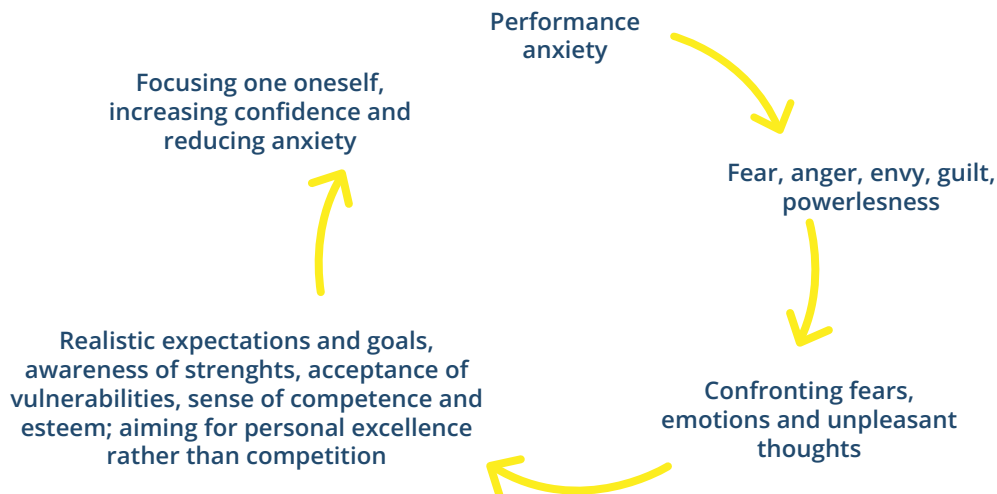 Performance
anxiety
Fear, anger, envy, guilt,
powerlesness
Confronting fears,
emotions and unpleasant
thoughts
Realistic expectations and goals,
awareness of strenghts, acceptance of
vulnerabilities, sense of competence and
esteem; aiming for personal excellence
rather than competition
Focusing one oneself,
increasing confidence and
reducing anxiety